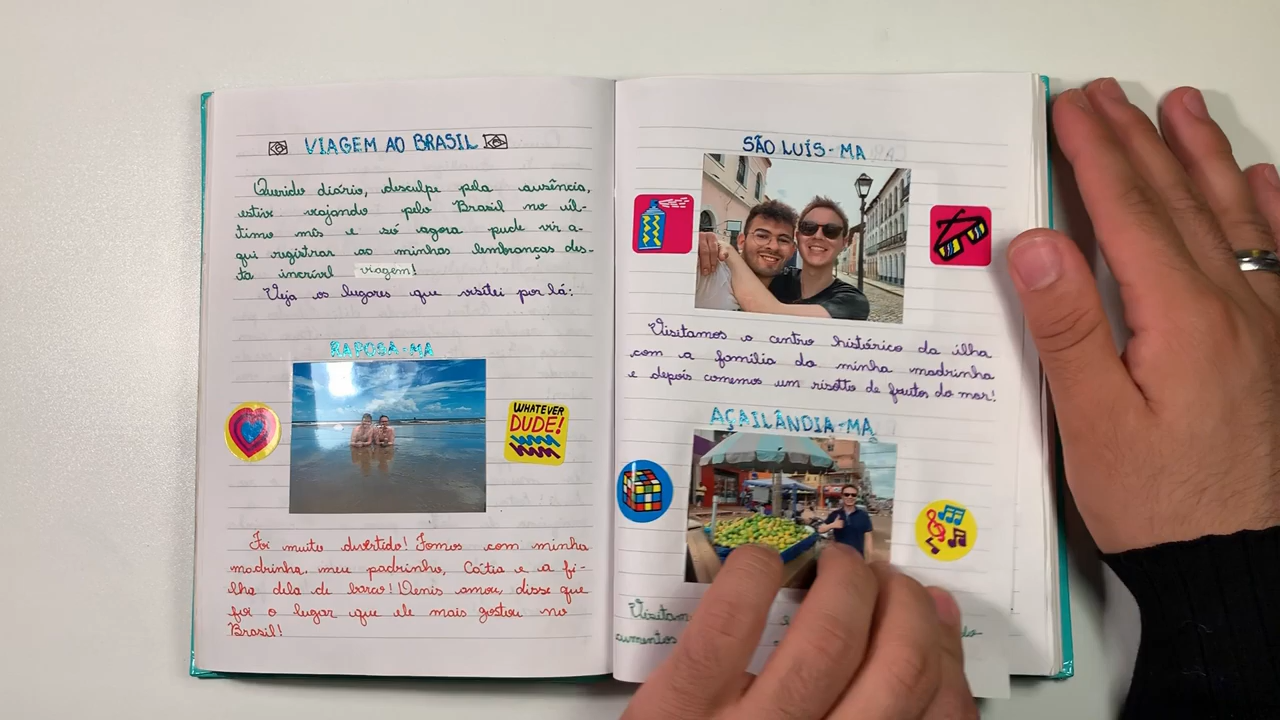 VIAGEM AO BRASIL
Querido diário, desculpe pela ausência,
estive viajando pelo Brasil no úl-
timo mês e só agora pude vir a-
qui registrar as minhas lembranças des-
ta incrível viagem!
Veja os lugares que visitei por lá:
RAPOSA-MA
WHATEVER
DUDE!
Foi muito divertido! Fomos com minha
madrinha, meu padrinho, Cátia e a fi-
lha dela de barco! Denis amou, disse que
foi o lugar que ele mais gostou no
Brasil!
SÃO LUÍS-MA
Visitamos o centro histórico da ilha
com a família da minha madrinha
e depois comemos um risotto de frutos do mar!
AÇAILÂNDIA-MA